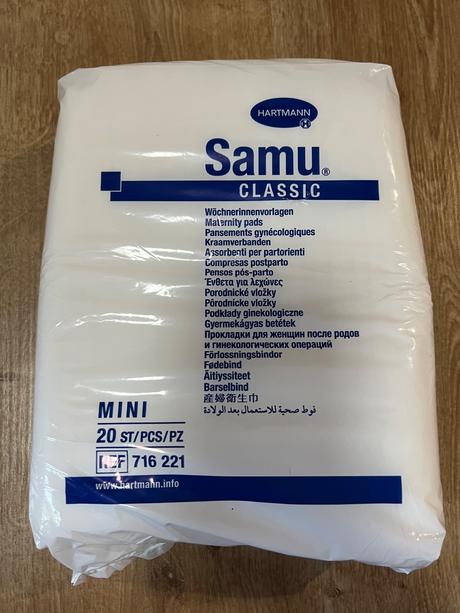 HARTMANN
Samu®
CLASSIC
Wöchnerinnenvorlagen
Maternity pads
Pansements gynécologiques
Kraamverbanden
Assorbenti per partorienti
Compresas postparto
Pensos pós-parto
Ένθετα για λεχώνες
Porodnické vložky
Pôrodnícke vložky
Podkłady ginekologiczne
Gyermekágyas betétek
Прокладки для женщин после родов
и гинекологических операций
Förlossningsbindor
Fødebind
Äitiyssiteet
Barselbind
産婦衛生巾
فوط صحية للاستعمال بعد الولادة
MINI
20 ST/PCS/PZ
REF 716 221
www.hartmann.info